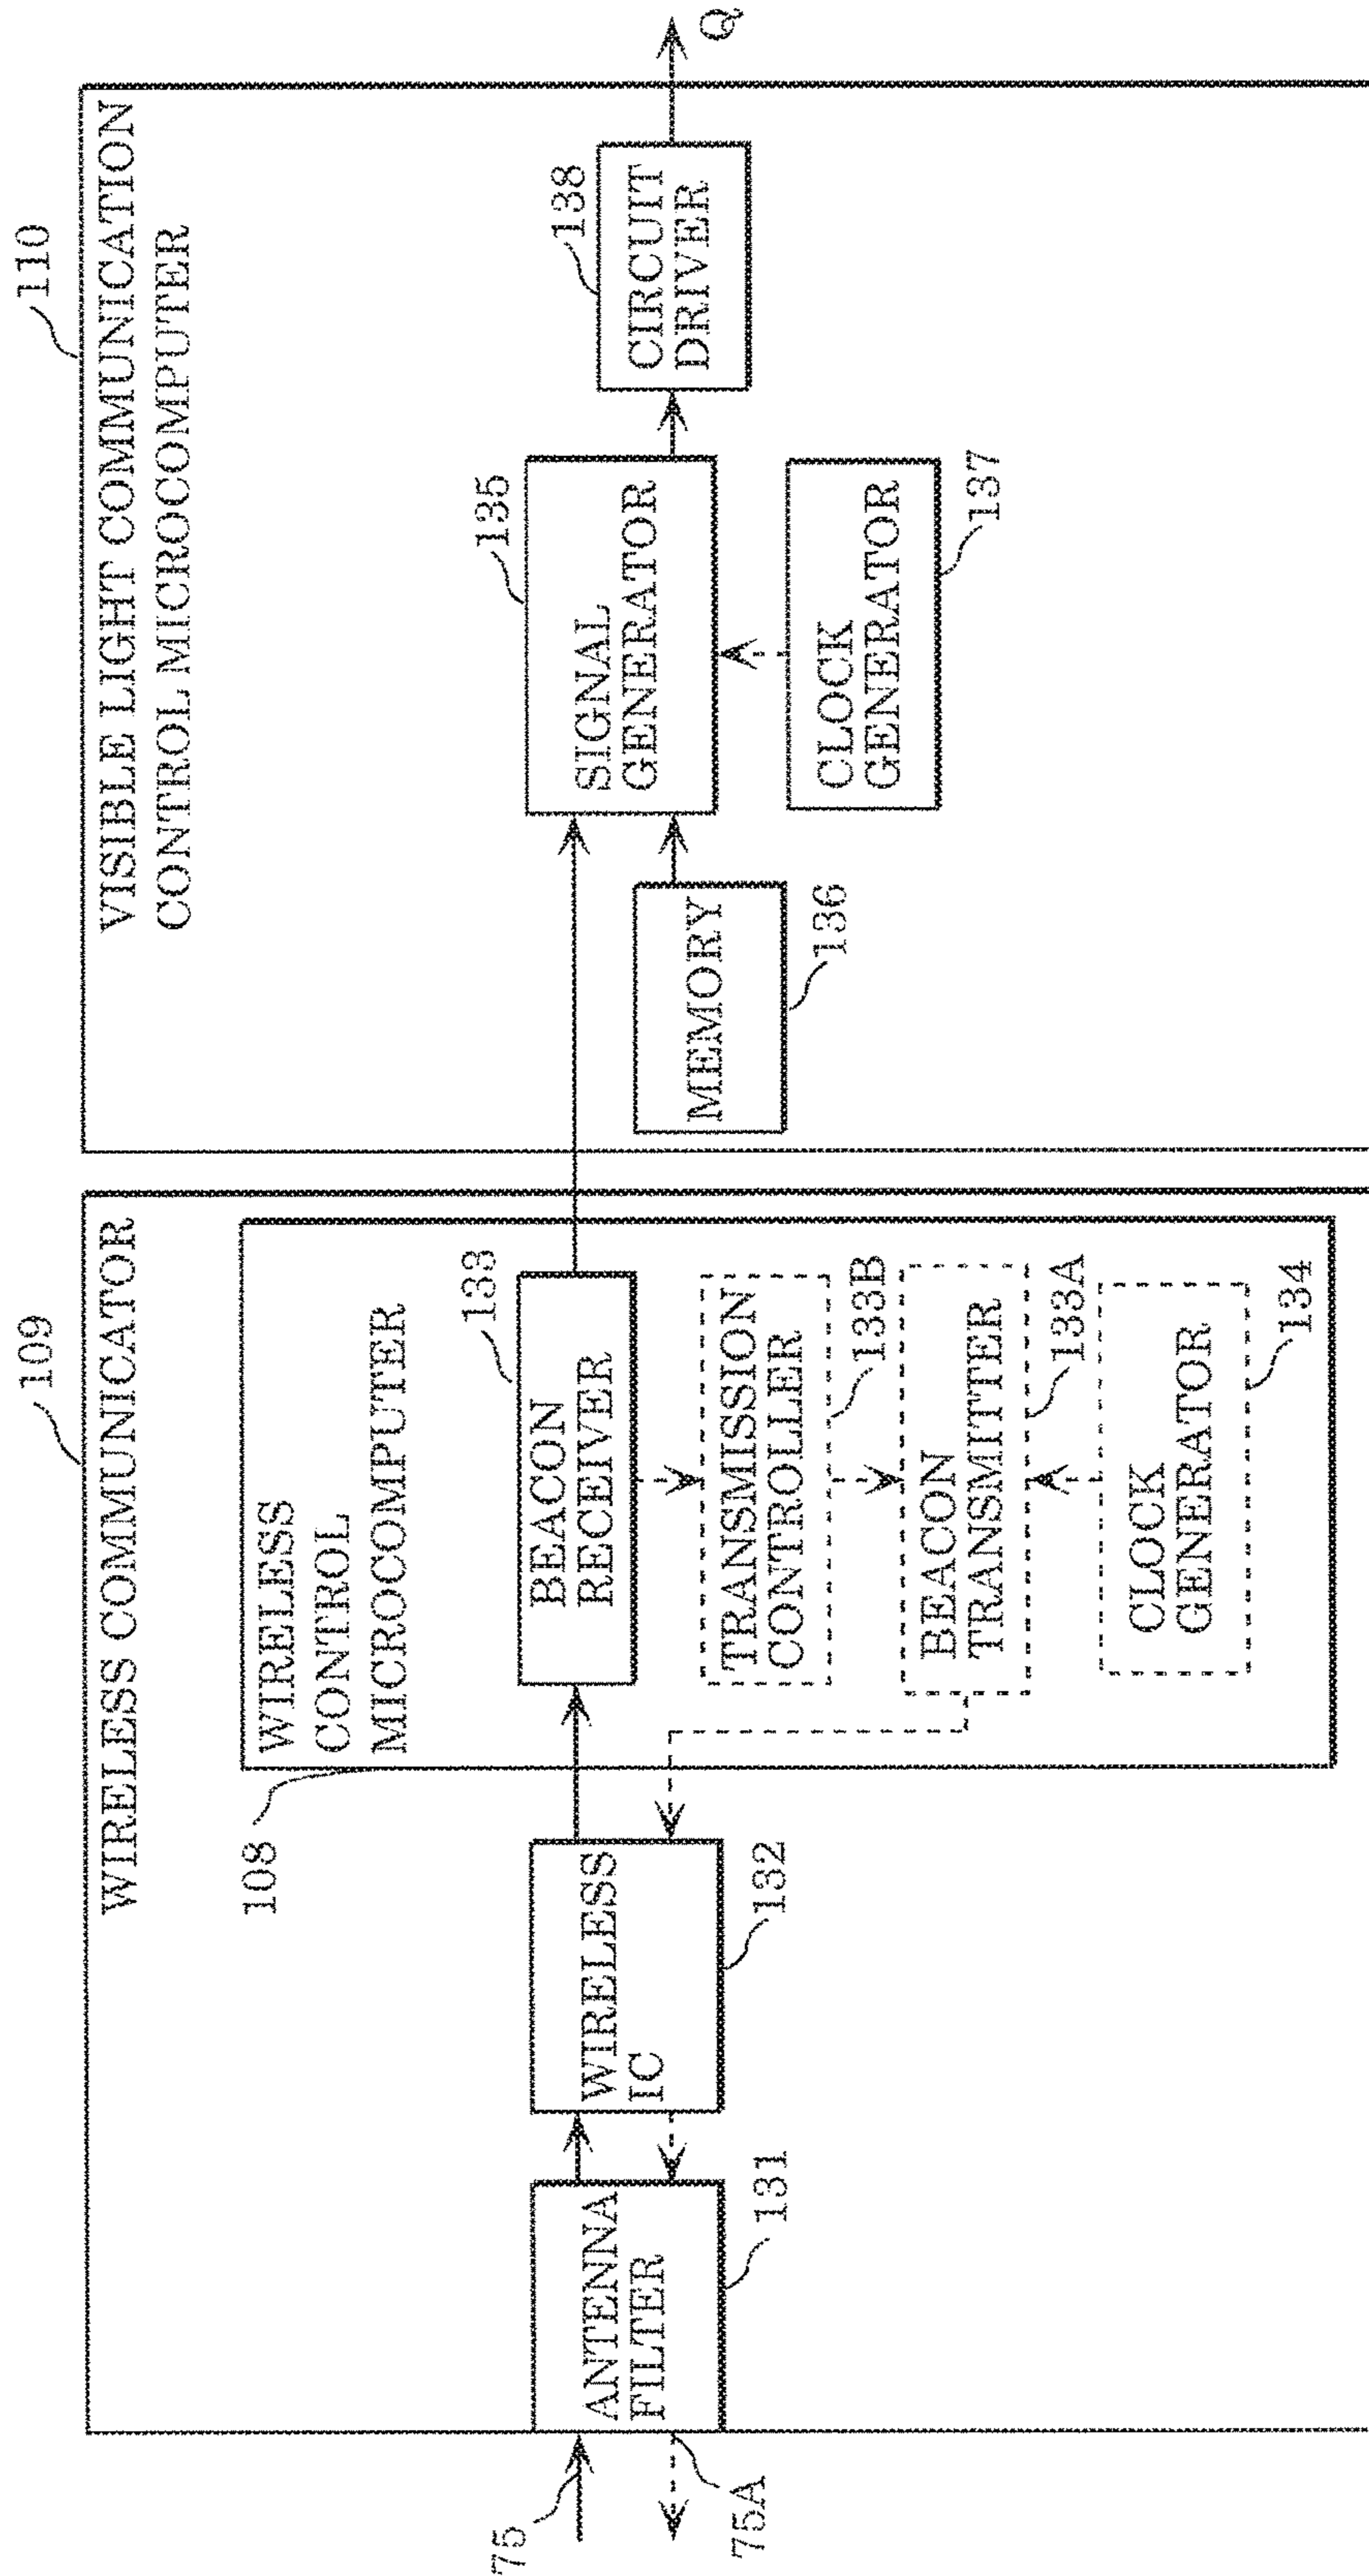 109
WIRELESS COMMUNICATOR
108
WIRELESS
CONTROL
MICROCOMPUTER
75
75A
ANTENNA
FILTER
131
WIRELESS
IC
132
133
BEACON
RECEIVER
TRANSMISSION
CONTROLLER
133B
BEACON
TRANSMITTER
133A
CLOCK
GENERATOR
134
110
VISIBLE LIGHT COMMUNICATION
CONTROL MICROCOMPUTER
MEMORY
136
135
SIGNAL
GENERATOR
CLOCK
GENERATOR
137
138
CIRCUIT
DRIVER
Q